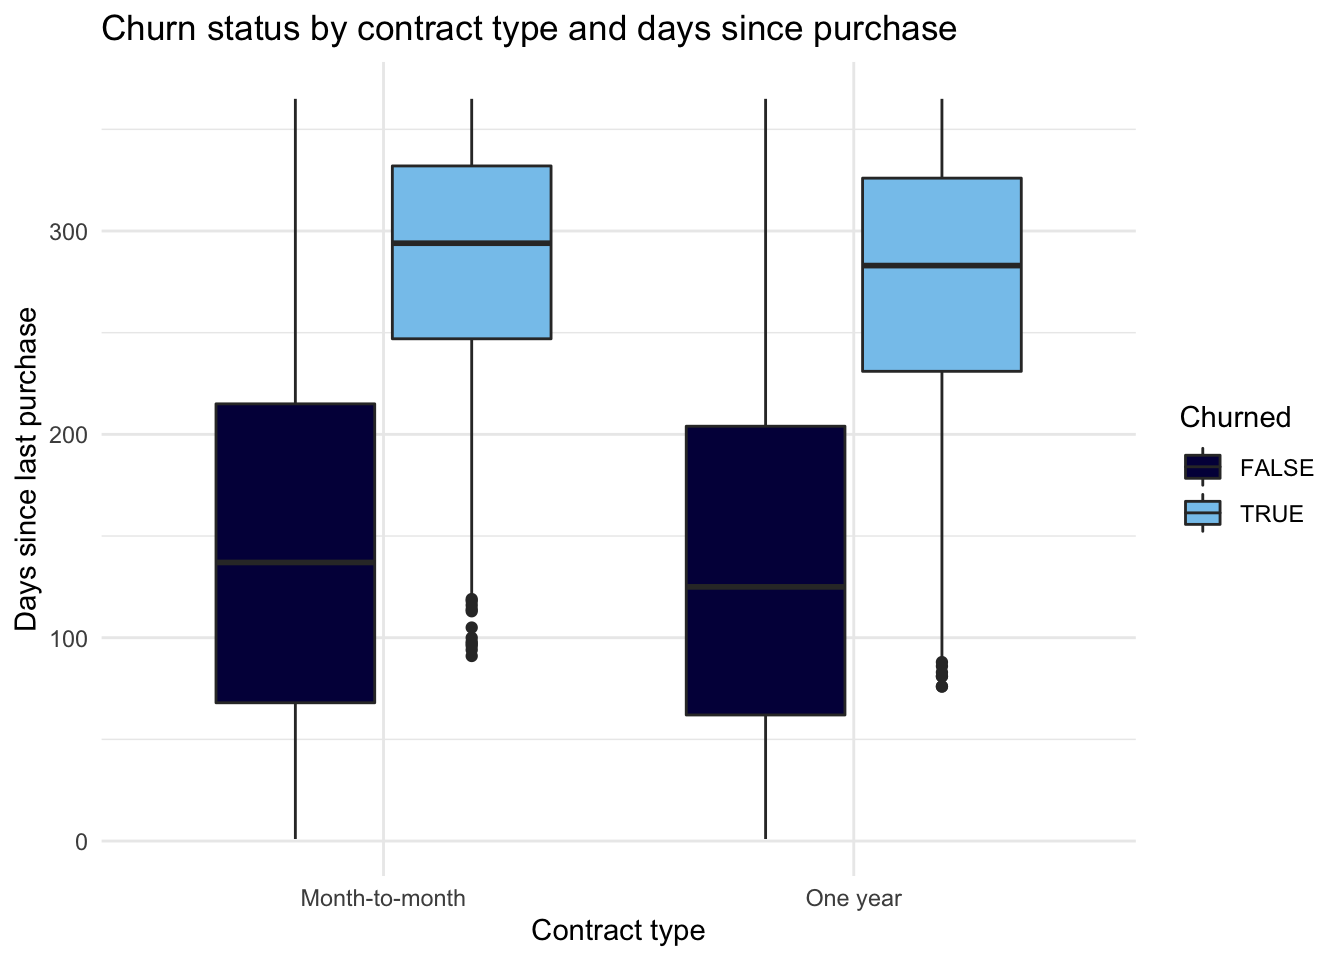 Churn status by contract type and days since purchase
Days since last purchase
300
200
100
0
Month-to-month
One year
Contract type
Churned
FALSE
TRUE